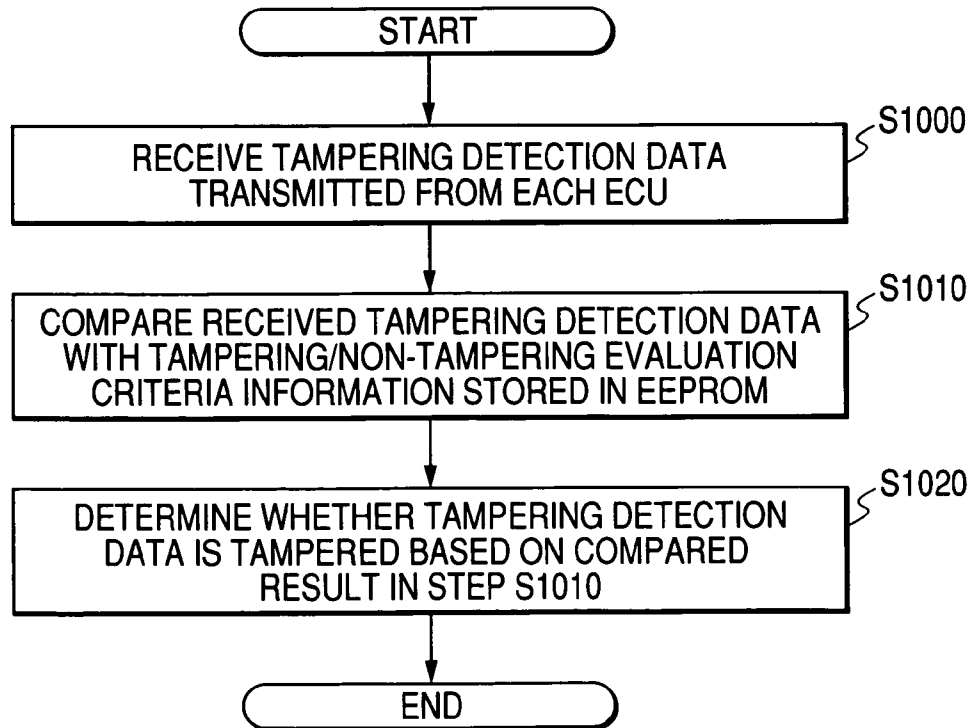 START
S1000
RECEIVE TAMPERING DETECTION DATA
TRANSMITTED FROM EACH ECU
S1010
COMPARE RECEIVED TAMPERING DETECTION DATA
WITH TAMPERING/NON-TAMPERING EVALUATION
CRITERIA INFORMATION STORED IN EEPROM
S1020
DETERMINE WHETHER TAMPERING DETECTION
DATA IS TAMPERED BASED ON COMPARED
RESULT IN STEP S1010
END